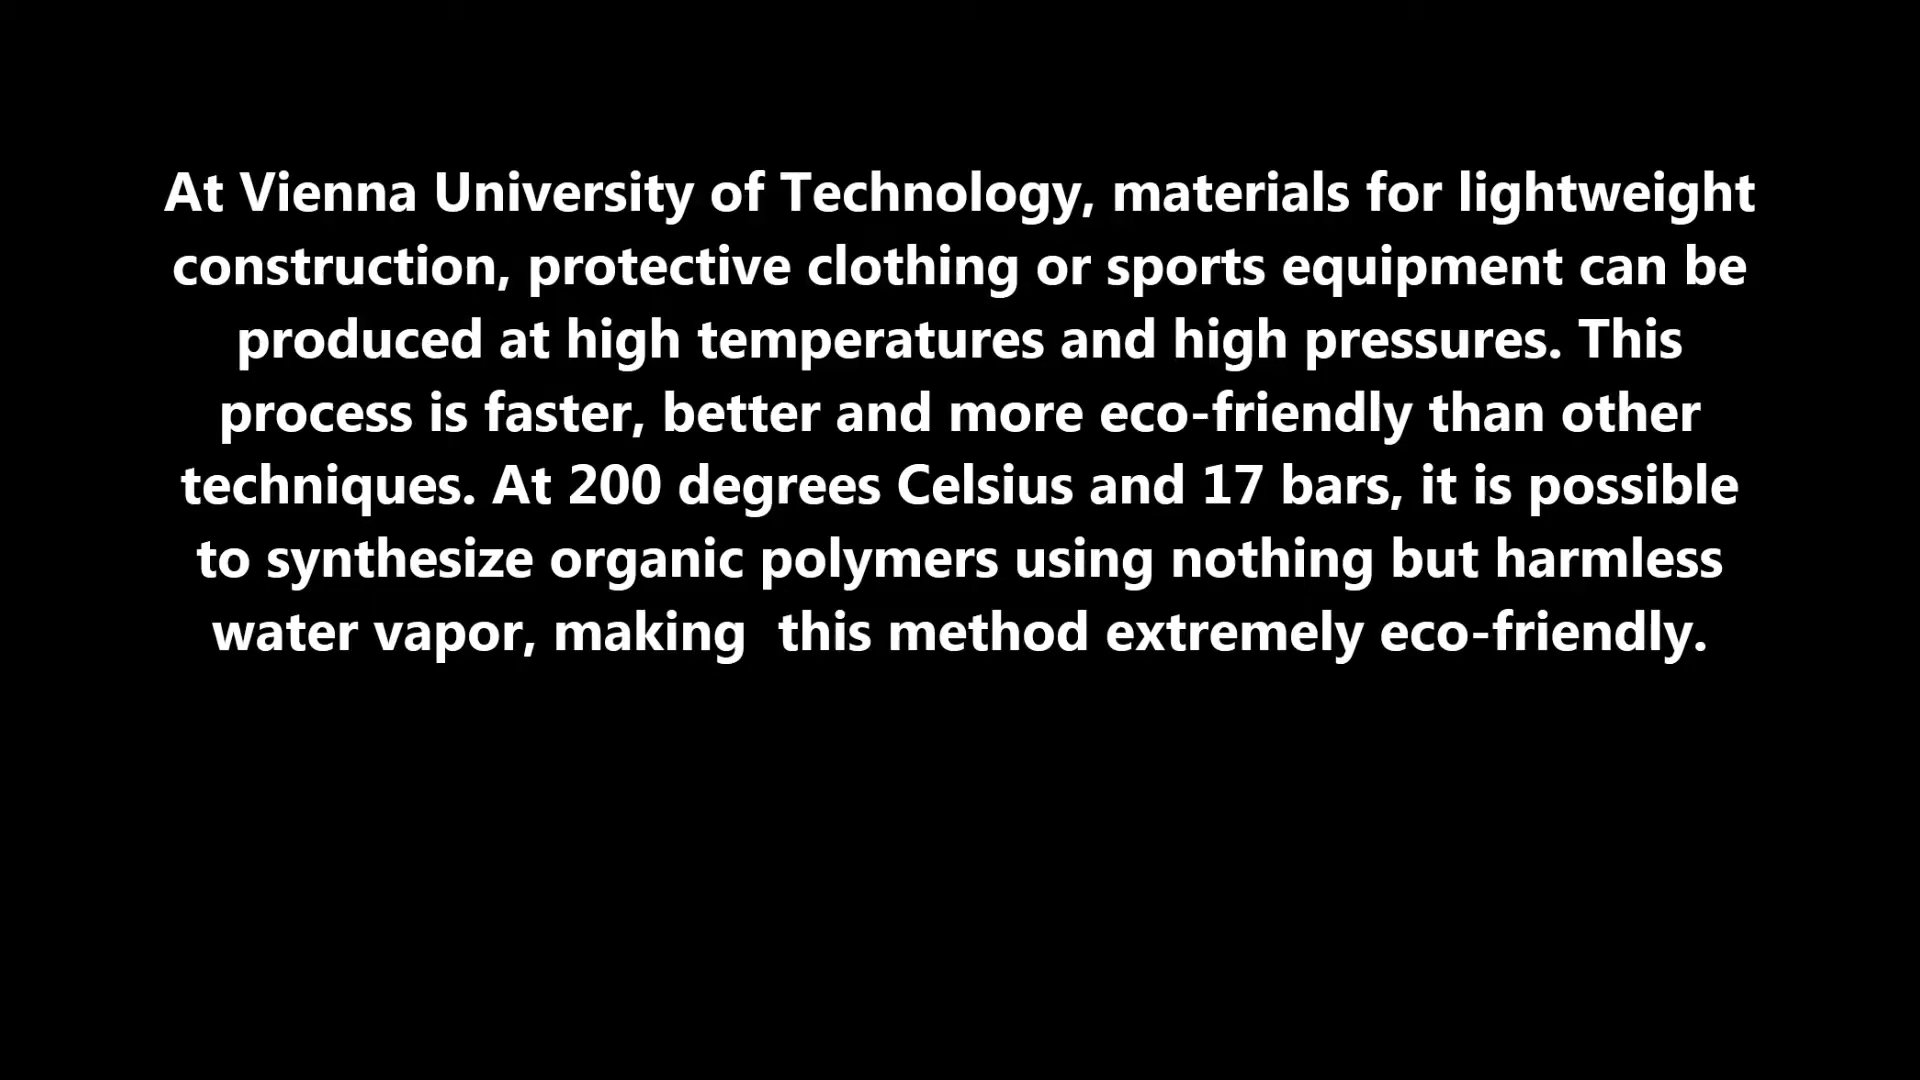 At Vienna University of Technology, materials for lightweight
construction, protective clothing or sports equipment can be
produced at high temperatures and high pressures. This
process is faster, better and more eco-friendly than other
techniques. At 200 degrees Celsius and 17 bars, it is possible
to synthesize organic polymers using nothing but harmless
water vapor, making  this method extremely eco-friendly.